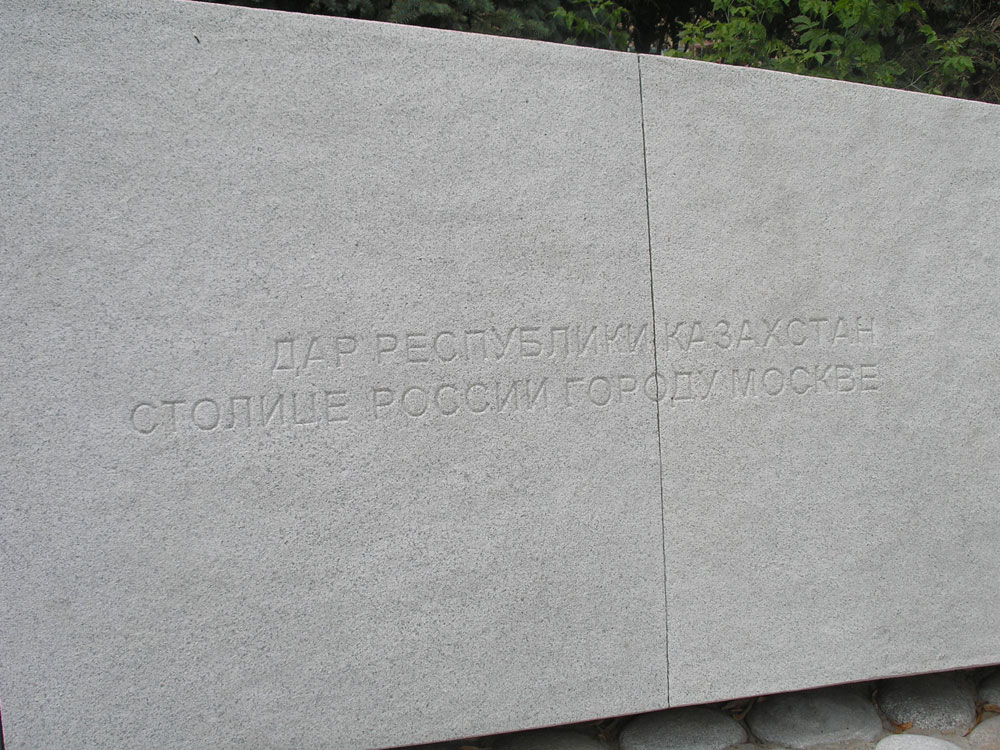 ДАР РЕСПУБЛИКИ КАЗАХСТАН
СТОЛИЦЕ РОССИИ ГОРОДУ МОСКВЕ